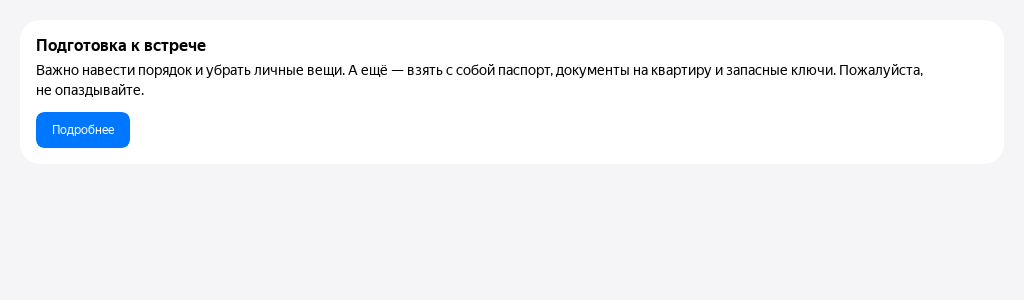 Подготовка к встрече
Важно навести порядок и убрать личные вещи. А ещё — взять с собой паспорт, документы на квартиру и запасные ключи. Пожалуйста,
не опаздывайте.
Подробнее